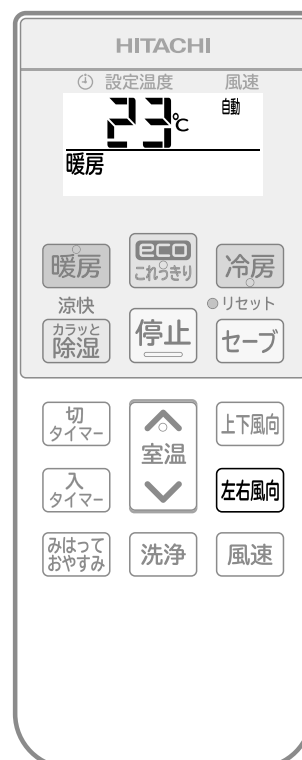 HITACHI
設定温度 風速
23℃ 自動
暖房
暖房
eco
これっきり
冷房
涼快
カラッと
除湿
停止
リセット
セーブ
切
タイマー
室温
上下風向
入
タイマー
左右風向
みはって
おやすみ
洗浄
風速